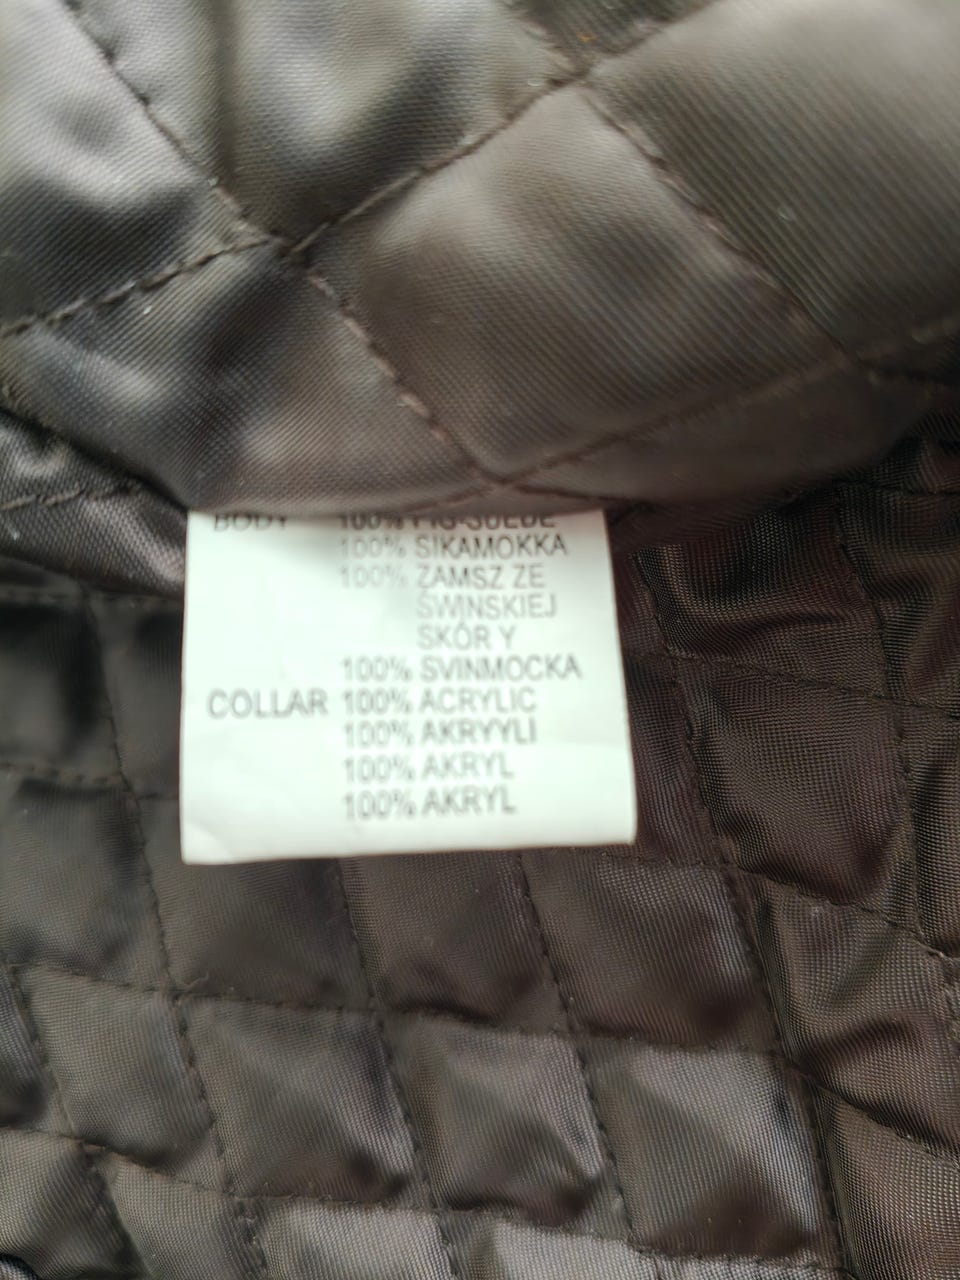 BODY 100% PIG-SUEDE
100% SIKAMOKKA
100% ZAMSZ ZE
ŚWINSKIEJ
SKÓR Y
100% SVINMOCKA
COLLAR 100% ACRYLIC
100% AKRYYLI
100% AKRYL
100% AKRYL